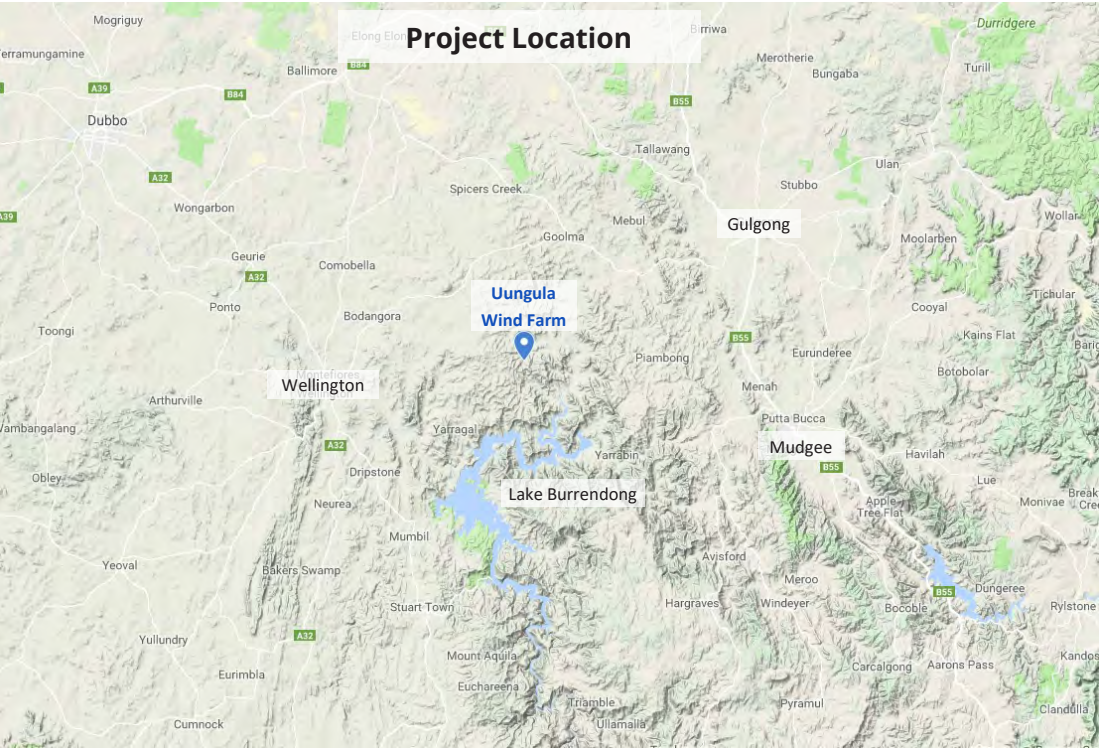 Project Location
Mogriguy
Elong Elon
Birriwa
Durridgere
Terramungamine
Ballimore
B84
Merotherie
Bungaba
Turill
A39
B84
B55
Dubbo
Tallawang
Ulan
A32
Spicers Creek
Stubbo
Wongarbon
A39
Mebul
Gulgong
Wollar
Goolma
Moolarben
Geurie
Comobella
A32
Uungula
Wind Farm
Tichular
Ponto
Bodangora
Cooyal
Toongi
B55
Kains Flat
Piambong
Eurunderee
Botobolar
Wellington
Menah
Arthurville
Putta Bucca
Yarragal
A32
Mudgee
Yarrabin
Havilah
B55
Dripstone
Obley
Lue
Lake Burrendong
Neurea
Apple
Tree Flat
Monivae
Mumbil
Avisford
Yeoval
Bakers Swamp
Meroo
Dungeree
B55
Stuart Town
Hargraves
Windeyer
Bocoble
Rylstone
A32
Yullundry
Mount Aquila
Kandos
Carcalgong
Aarons Pass
Eurimbla
Euchareena
Triamble
Pyramul
Clandulla
Cumnock
Ullamalla